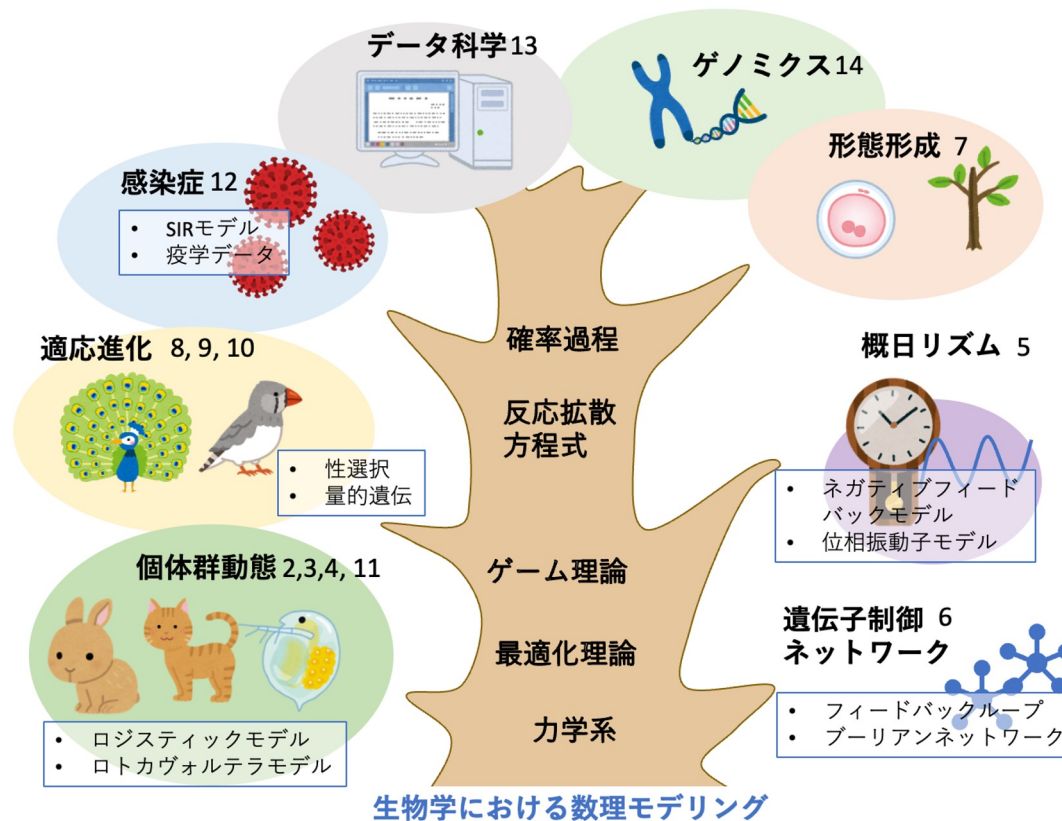 データ科学 13
ゲノミクス 14
形態形成 7
感染症 12
• SIRモデル
• 疫学データ
適応進化 8, 9, 10
• 性選択
• 量的遺伝
概日リズム 5
• ネガティブフィード
バックモデル
• 位相振動子モデル
個体群動態 2,3,4, 11
• ロジスティックモデル
• ロトカヴォルテラモデル
遺伝子制御 6
ネットワーク
• フィードバックループ
• ブーリアンネットワーク
確率過程
反応拡散
方程式
ゲーム理論
最適化理論
力学系
生物学における数理モデリング